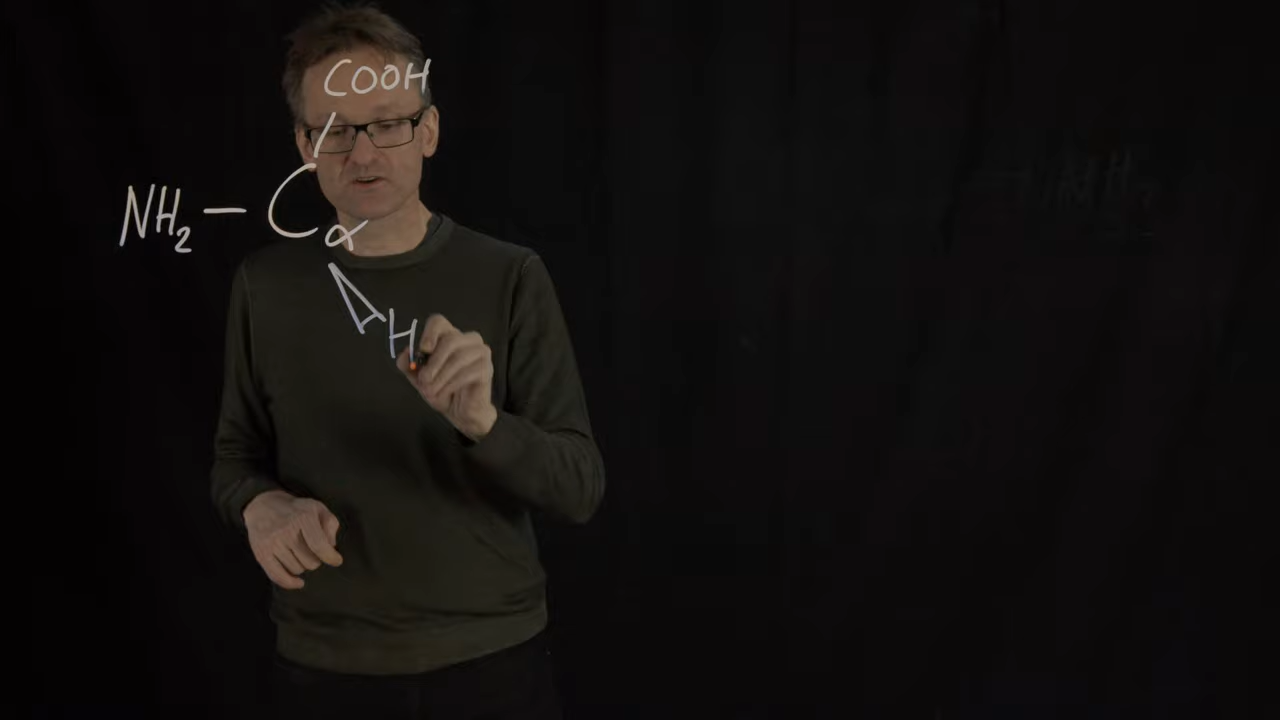 COOH
NH₂ — Cα
H